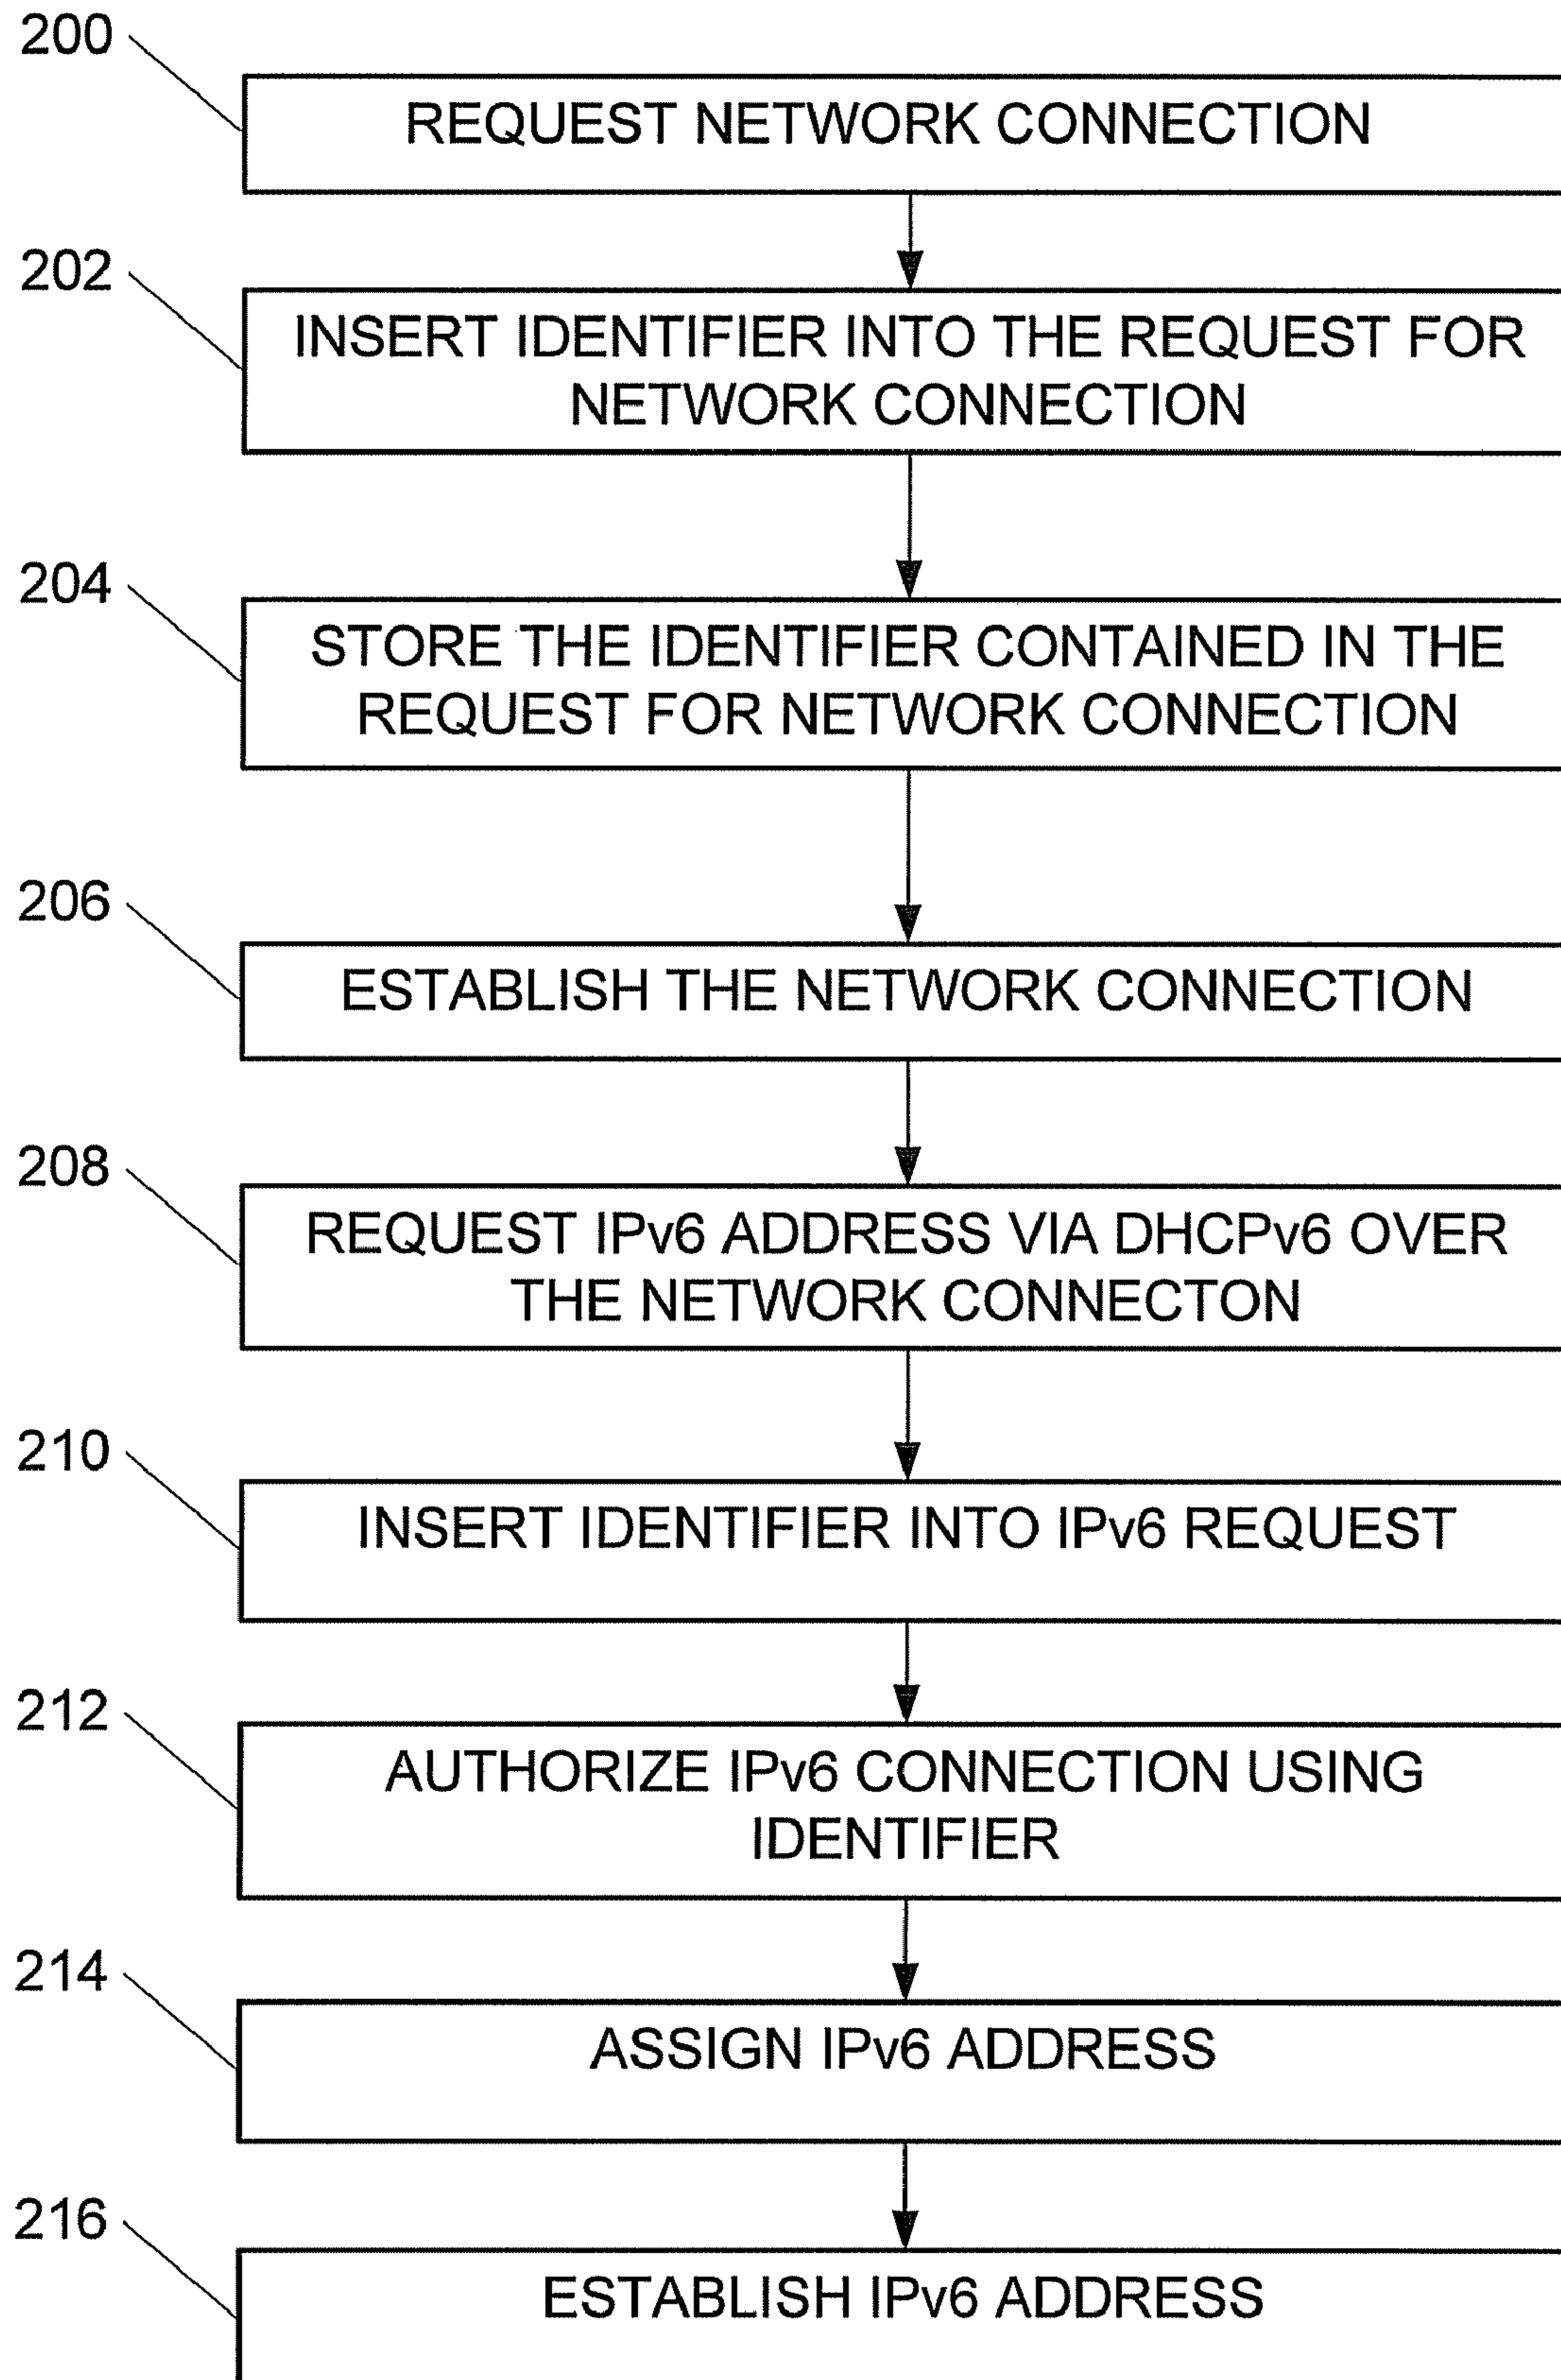 200
REQUEST NETWORK CONNECTION
202
INSERT IDENTIFIER INTO THE REQUEST FOR
NETWORK CONNECTION
204
STORE THE IDENTIFIER CONTAINED IN THE
REQUEST FOR NETWORK CONNECTION
206
ESTABLISH THE NETWORK CONNECTION
208
REQUEST IPv6 ADDRESS VIA DHCPv6 OVER
THE NETWORK CONNECTON
210
INSERT IDENTIFIER INTO IPv6 REQUEST
212
AUTHORIZE IPv6 CONNECTION USING
IDENTIFIER
214
ASSIGN IPv6 ADDRESS
216
ESTABLISH IPv6 ADDRESS